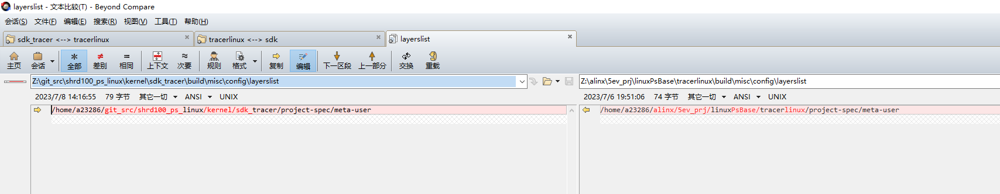 layerslist - 文本比较(T) - Beyond Compare
会话(S) 文件(F) 编辑(E) 搜索(R) 视图(V) 工具(T) 帮助(H)
sdk_tracer <--> tracerlinux × tracerlinux <--> sdk × layerslist ×
主页 会话 全部 差别 相同 上下文 次要 规则 格式 复制 编辑 下一区段 上一部分 交换 重载
Z:\git_src\shrd100_ps_linux\kernel\sdk_tracer\build\misc\config\layerslist
Z:\alinx\5ev_prj\linuxPsBase\tracerlinux\build\misc\config\layerslist
2023/7/8 14:16:55 79 字节 其它一切 ANSI UNIX
2023/7/6 19:51:06 74 字节 其它一切 ANSI UNIX
/home/a23286/git_src/shrd100_ps_linux/kernel/sdk_tracer/project-spec/meta-user
/home/a23286/alinx/5ev_prj/linuxPsBase/tracerlinux/project-spec/meta-user